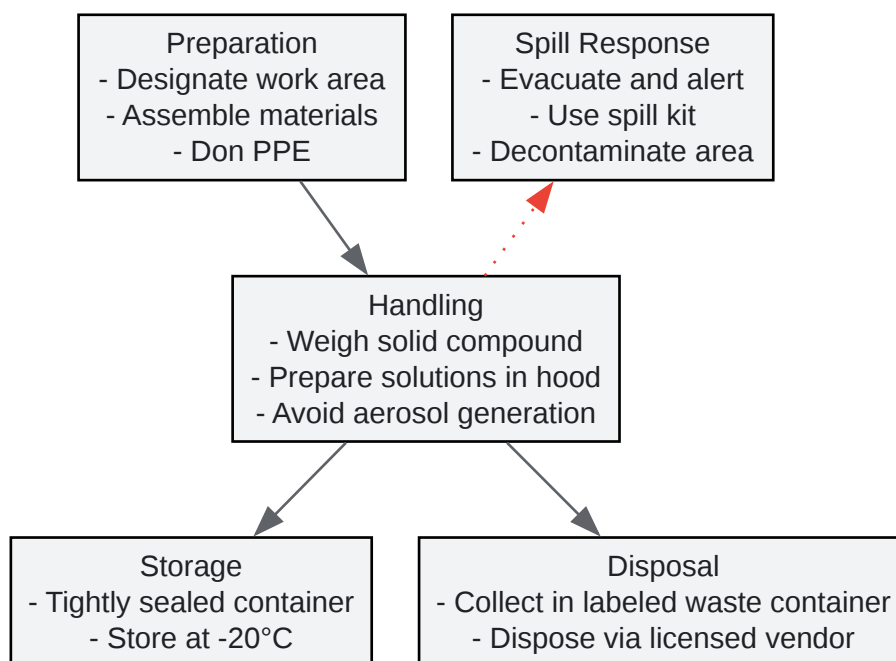 Preparation
- Designate work area
- Assemble materials
- Don PPE
Spill Response
- Evacuate and alert
- Use spill kit
- Decontaminate area
Handling
- Weigh solid compound
- Prepare solutions in hood
- Avoid aerosol generation
Storage
- Tightly sealed container
- Store at -20°C
Disposal
- Collect in labeled waste container
- Dispose via licensed vendor